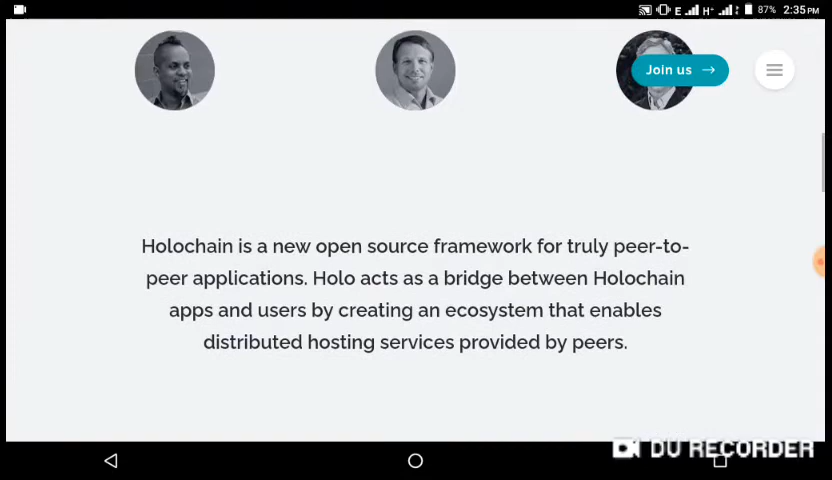 E H+ 87% 2:35 PM
Join us
Holochain is a new open source framework for truly peer-to-
peer applications. Holo acts as a bridge between Holochain
apps and users by creating an ecosystem that enables
distributed hosting services provided by peers.
DU RECORDER